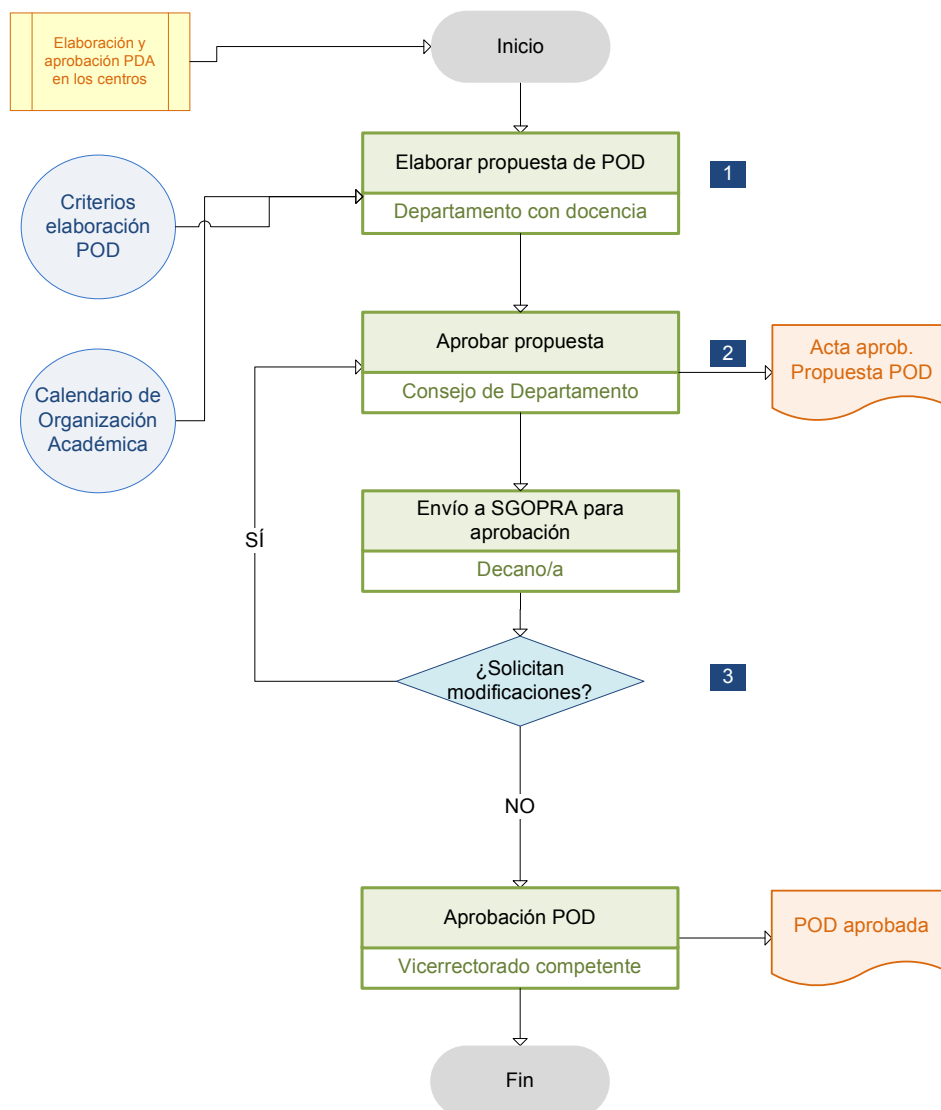 Elaboración y
aprobación PDA
en los centros
Inicio
Elaborar propuesta de POD
Departamento con docencia
1
Criterios
elaboración
POD
Aprobar propuesta
Consejo de Departamento
2
Acta aprob.
Propuesta POD
Calendario de
Organización
Académica
Envío a SGOPRA para
aprobación
Decano/a
SÍ
¿Solicitan
modificaciones?
3
NO
Aprobación POD
Vicerrectorado competente
POD aprobada
Fin